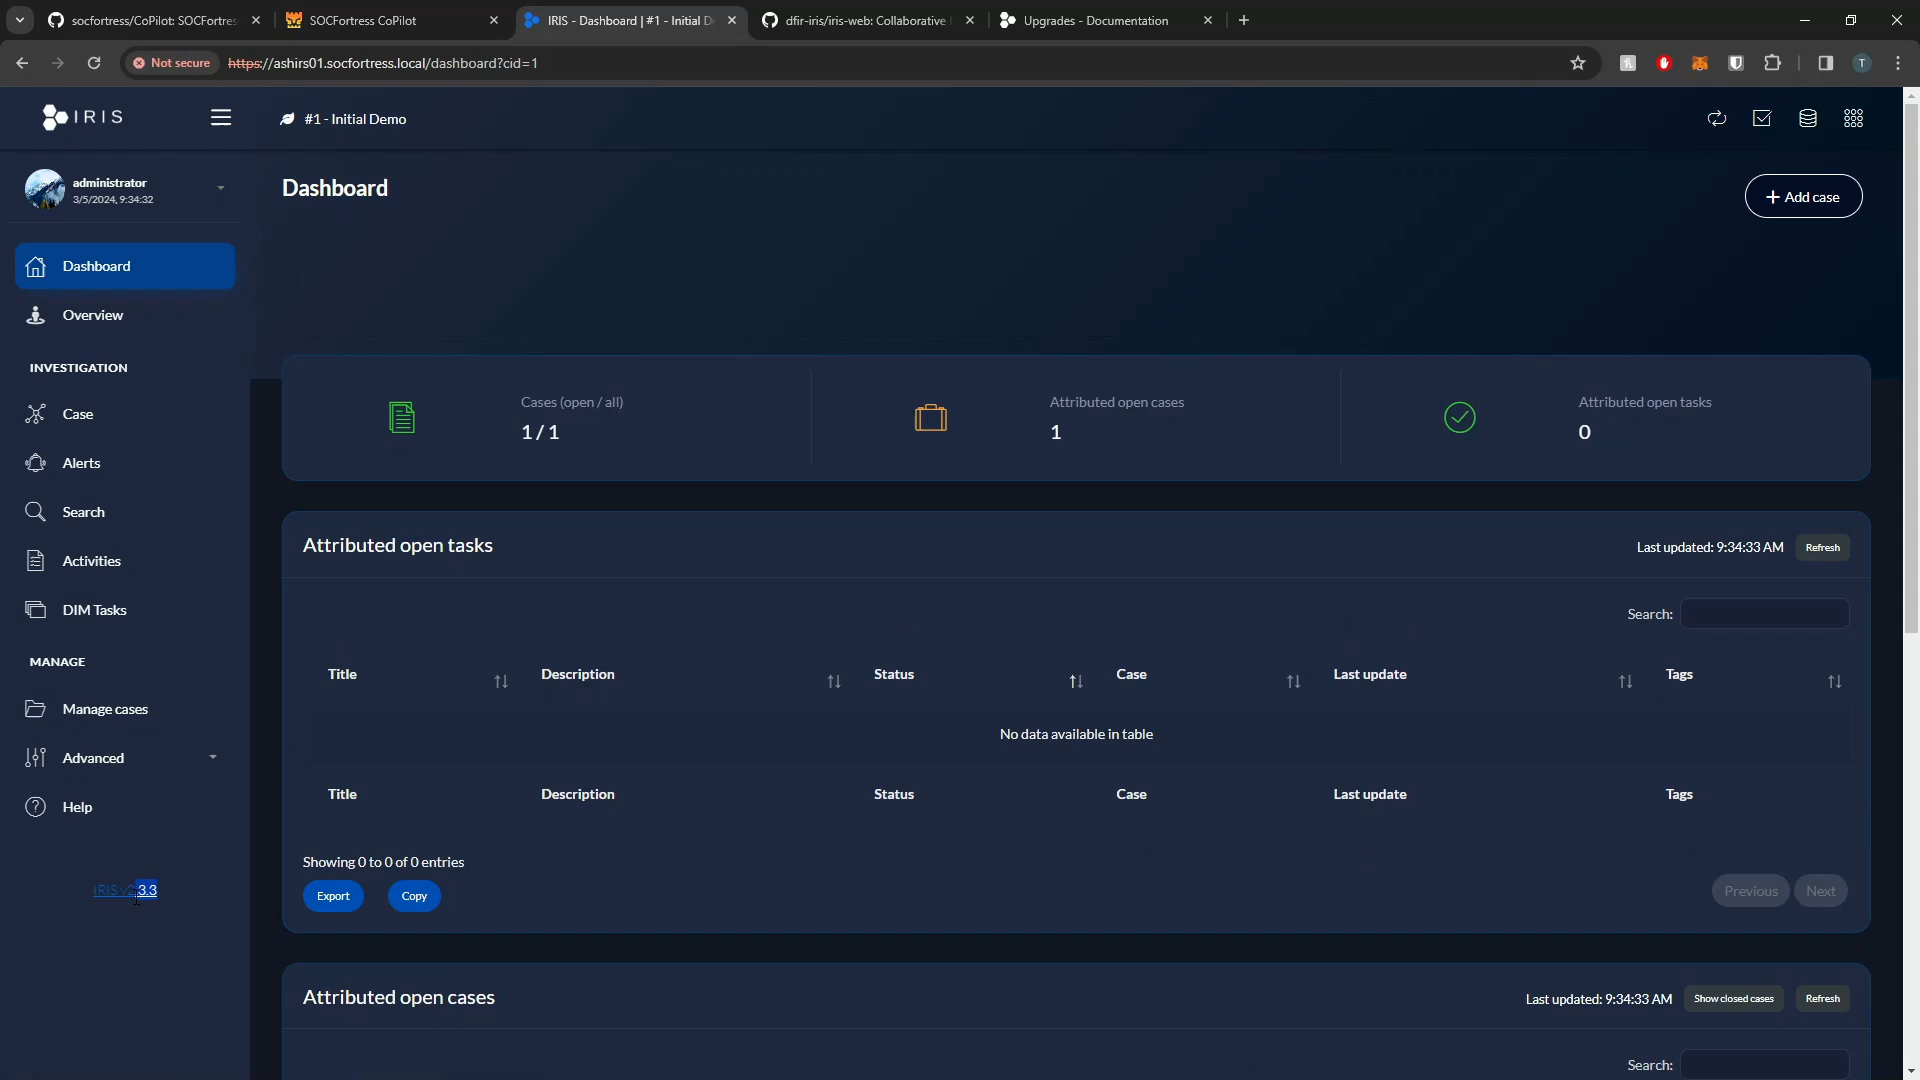 socfortress/CoPilot: SOCFortres
SOCFortress CoPilot
IRIS - Dashboard | #1 - Initial D
dfir-iris/iris-web: Collaborative
Upgrades - Documentation
Not secure
https://ashirs01.socfortress.local/dashboard?cid=1
T
IRIS
#1 - Initial Demo
administrator
3/5/2024, 9:34:32
Dashboard
Add case
Dashboard
Overview
Cases (open / all)
1 / 1
Attributed open cases
1
Attributed open tasks
0
INVESTIGATION
Case
Alerts
Search
Activities
DIM Tasks
MANAGE
Manage cases
Advanced
Help
IRIS v2.3.3
Attributed open tasks
Last updated: 9:34:33 AM
Refresh
Search:
Title Description Status Case Last update Tags
No data available in table
Title Description Status Case Last update Tags
Showing 0 to 0 of 0 entries
Export
Copy
Previous
Next
Attributed open cases
Last updated: 9:34:33 AM
Show closed cases
Refresh
Search: